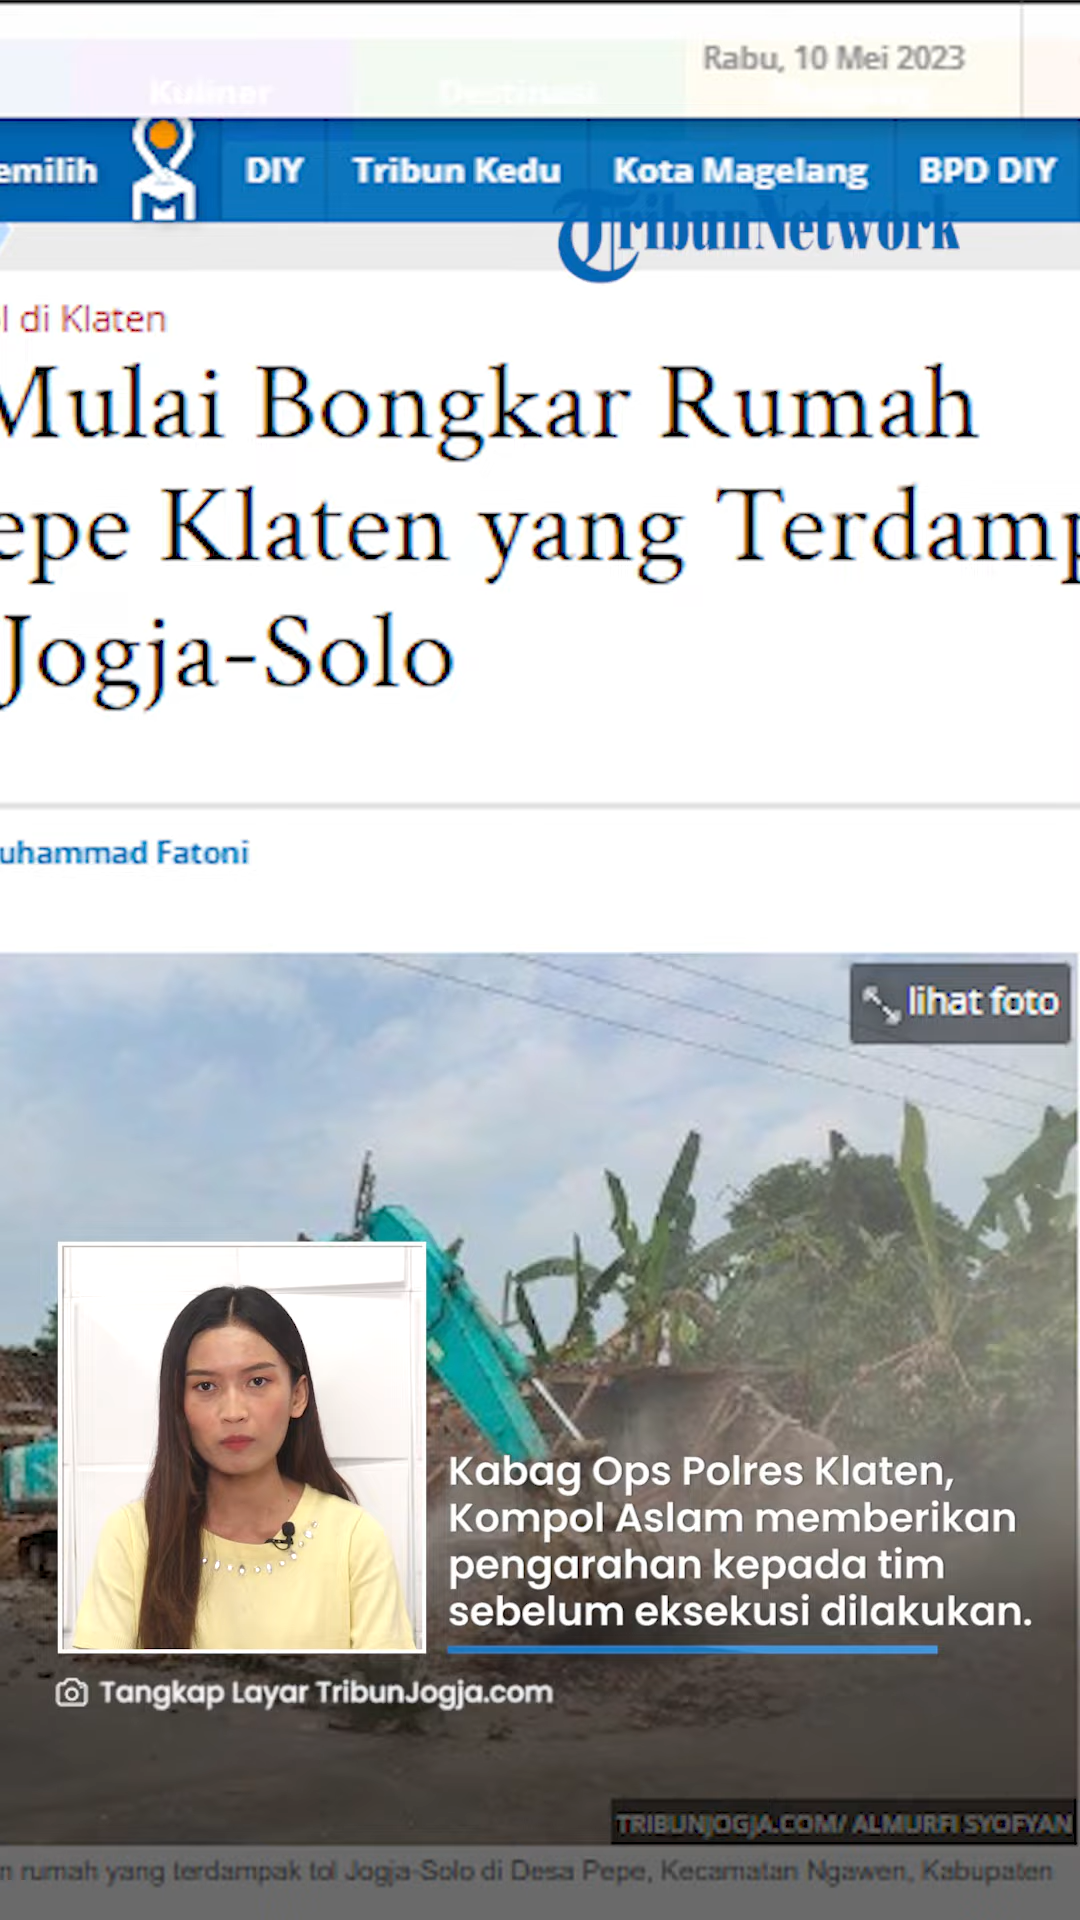 Rabu, 10 Mei 2023
Kuliner
Destinasi
emilih
DIY
Tribun Kedu
Kota Magelang
BPD DIY
TribunNetwork
l di Klaten
Mulai Bongkar Rumah
epe Klaten yang Terdamp
Jogja-Solo
uhammad Fatoni
lihat foto
Kabag Ops Polres Klaten,
Kompol Aslam memberikan
pengarahan kepada tim
sebelum eksekusi dilakukan.
Tangkap Layar TribunJogja.com
TRIBUNJOGJA.COM/ ALMURFI SYOFYAN
n rumah yang terdampak tol Jogja-Solo di Desa Pepe, Kecamatan Ngawen, Kabupaten